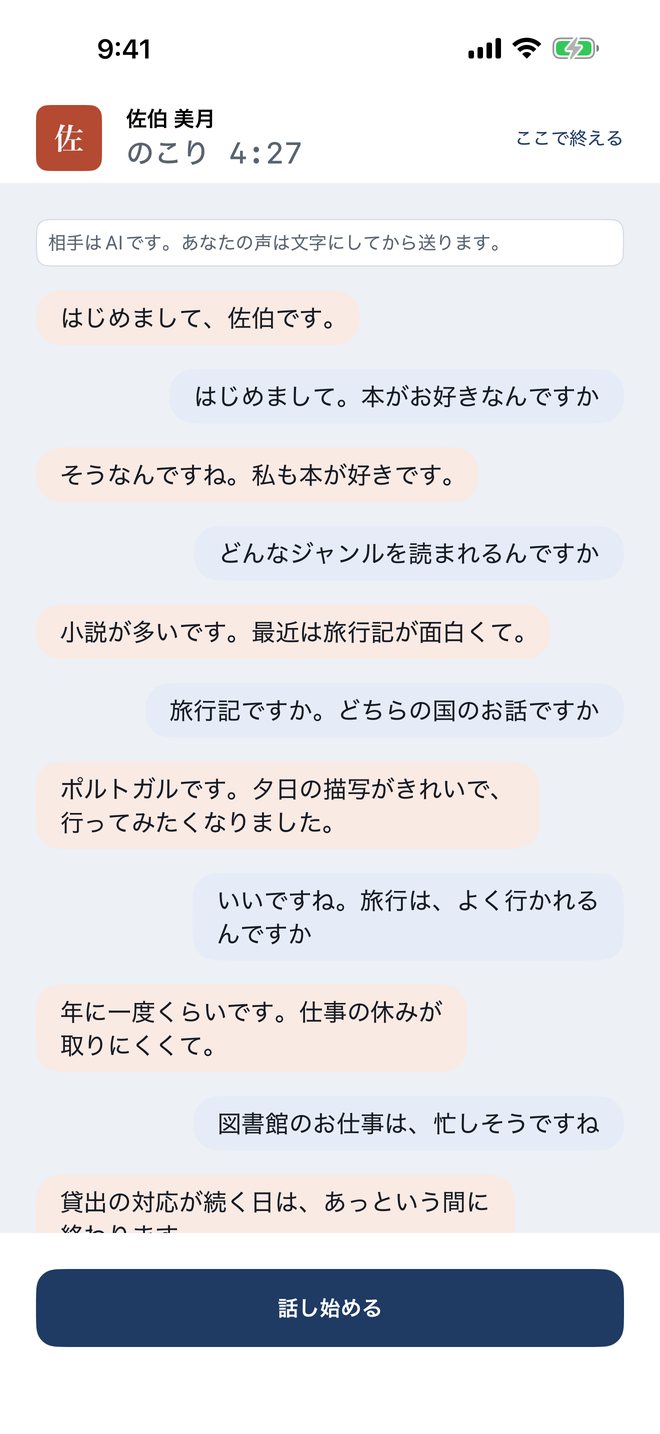 9:41
佐
佐伯 美月
のこり 4:27
ここで終える
相手はAIです。あなたの声は文字にしてから送ります。
はじめまして、佐伯です。
はじめまして。本がお好きなんですか
そうなんですね。私も本が好きです。
どんなジャンルを読まれるんですか
小説が多いです。最近は旅行記が面白くて。
旅行記ですか。どちらの国のお話ですか
ポルトガルです。夕日の描写がきれいで、
行ってみたくなりました。
いいですね。旅行は、よく行かれる
んですか
年に一度くらいです。仕事の休みが
取りにくくて。
図書館のお仕事は、忙しそうですね
貸出の対応が続く日は、あっという間に
終わります
話し始める